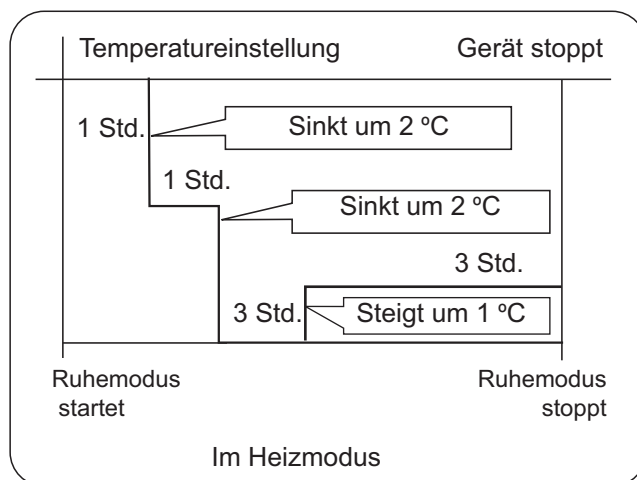 Temperatureinstellung
Gerät stoppt
1 Std.
Sinkt um 2 ºC
1 Std.
Sinkt um 2 ºC
3 Std.
3 Std.
Steigt um 1 ºC
Ruhemodus
startet
Ruhemodus
stoppt
Im Heizmodus